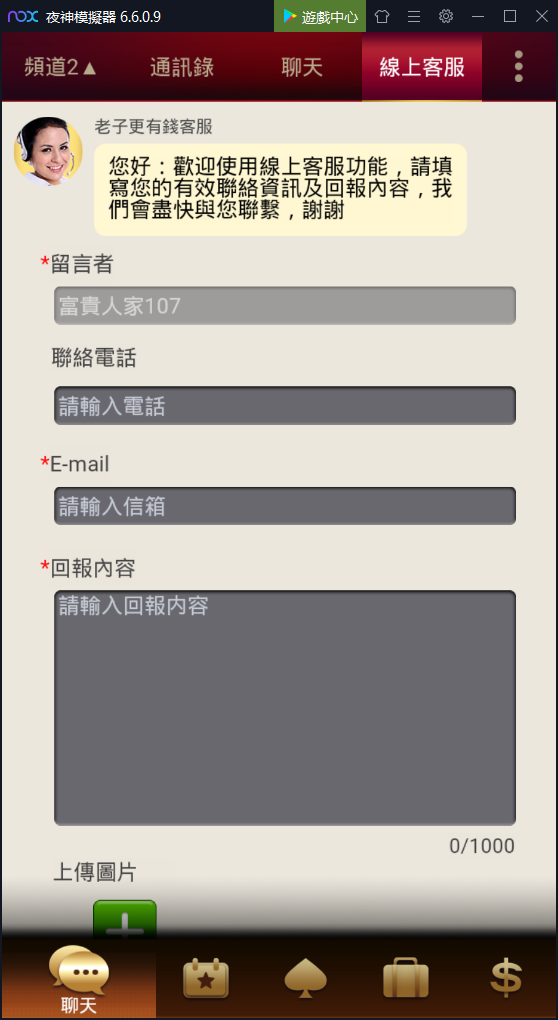 nox 夜神模擬器 6.6.0.9 遊戲中心
頻道2▲ 通訊錄 聊天 線上客服
老子更有錢客服
您好：歡迎使用線上客服功能，請填
寫您的有效聯絡資訊及回報內容，我
們會盡快與您聯繫，謝謝
*留言者
富貴人家107
聯絡電話
請輸入電話
*E-mail
請輸入信箱
*回報內容
請輸入回報內容
0/1000
上傳圖片
聊天